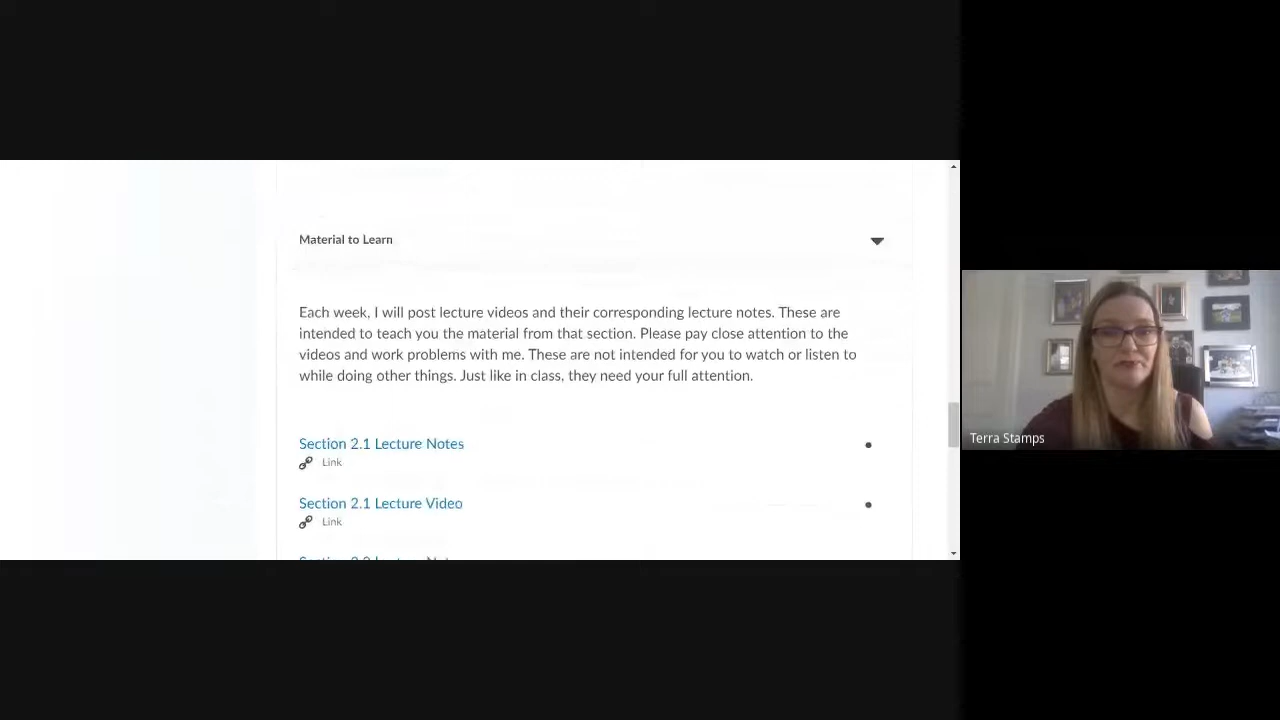 Material to Learn
Each week, I will post lecture videos and their corresponding lecture notes. These are
intended to teach you the material from that section. Please pay close attention to the
videos and work problems with me. These are not intended for you to watch or listen to
while doing other things. Just like in class, they need your full attention.
Section 2.1 Lecture Notes
Link
Section 2.1 Lecture Video
Link
Terra Stamps